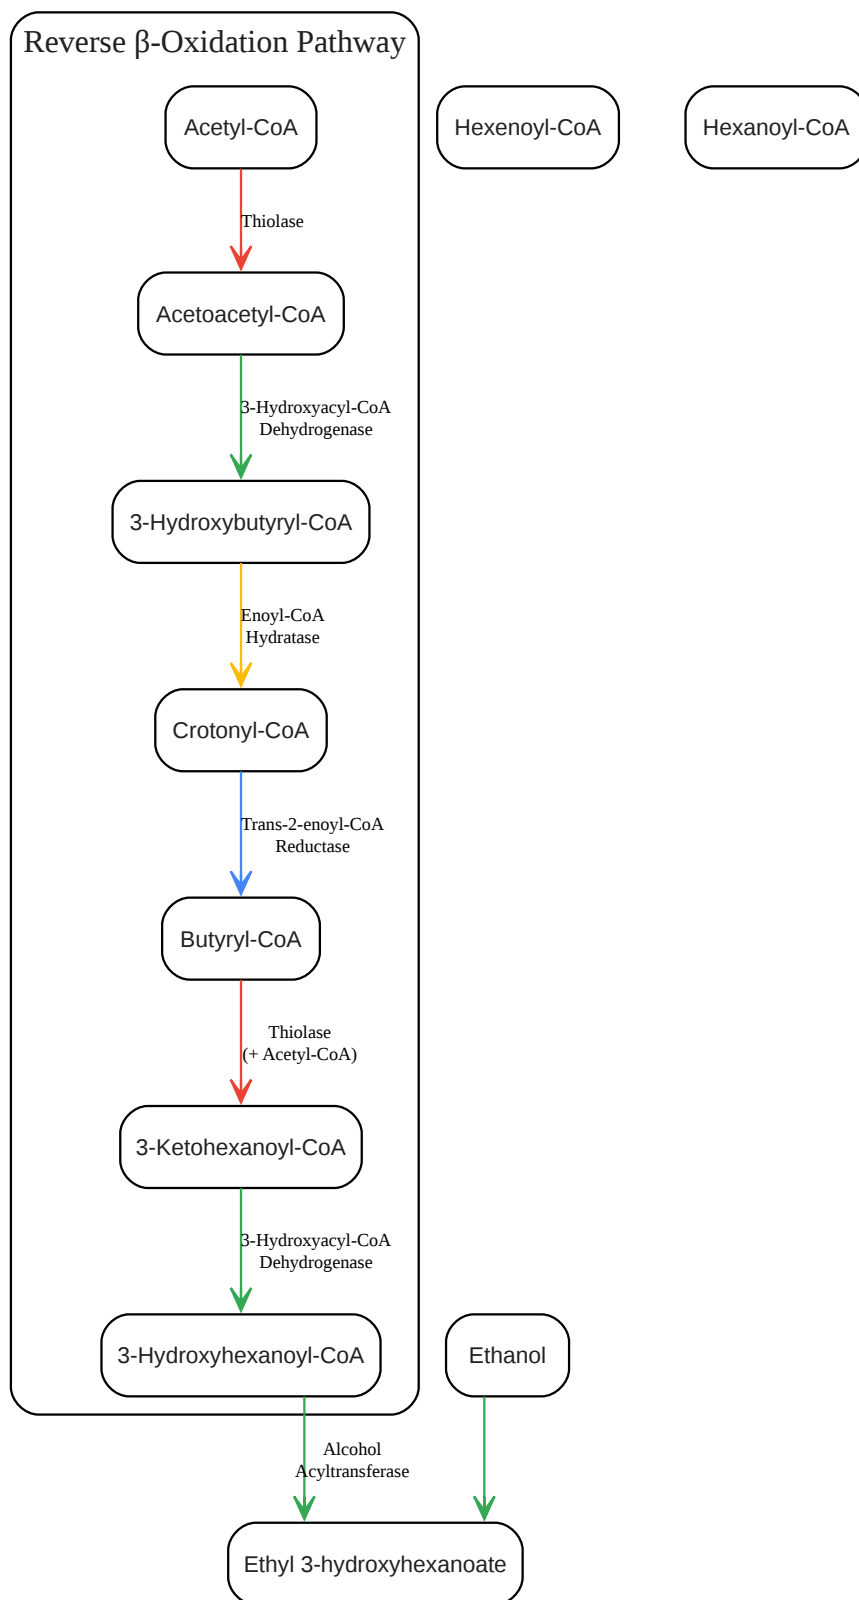 Reverse β-Oxidation Pathway
Acetyl-CoA
Hexenoyl-CoA
Hexanoyl-CoA
Thiolase
Acetoacetyl-CoA
3-Hydroxyacyl-CoA
Dehydrogenase
3-Hydroxybutyryl-CoA
Enoyl-CoA
Hydratase
Crotonyl-CoA
Trans-2-enoyl-CoA
Reductase
Butyryl-CoA
Thiolase
(+ Acetyl-CoA)
3-Ketohexanoyl-CoA
3-Hydroxyacyl-CoA
Dehydrogenase
3-Hydroxyhexanoyl-CoA
Ethanol
Alcohol
Acyltransferase
Ethyl 3-hydroxyhexanoate